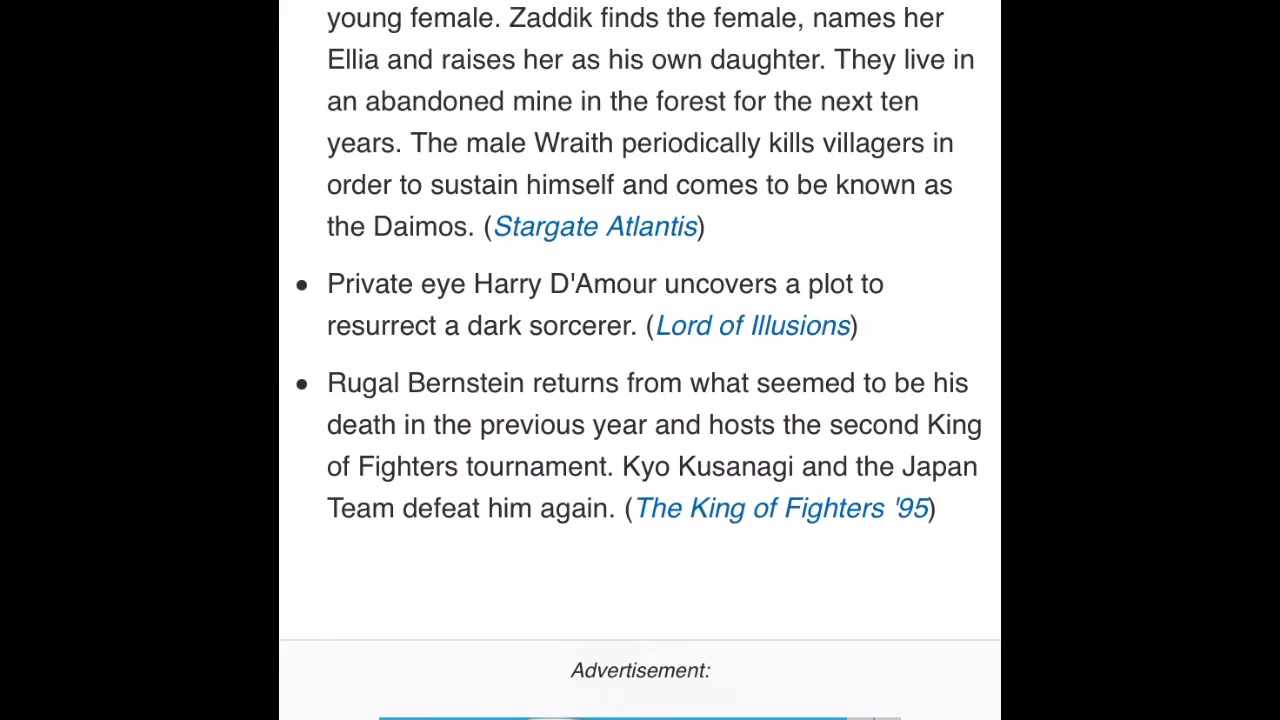 young female. Zaddik finds the female, names her
Ellia and raises her as his own daughter. They live in
an abandoned mine in the forest for the next ten
years. The male Wraith periodically kills villagers in
order to sustain himself and comes to be known as
the Daimos. (Stargate Atlantis)
• Private eye Harry D'Amour uncovers a plot to
resurrect a dark sorcerer. (Lord of Illusions)
• Rugal Bernstein returns from what seemed to be his
death in the previous year and hosts the second King
of Fighters tournament. Kyo Kusanagi and the Japan
Team defeat him again. (The King of Fighters '95)
Advertisement: